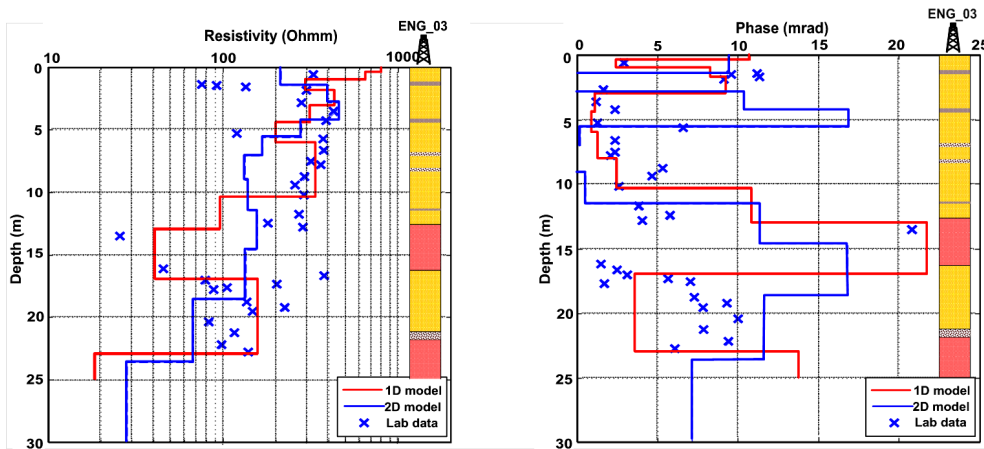 Resistivity (Ohmm)
ENG_03
10
100
1000
0
5
10
15
20
25
30
Depth (m)
1D model
2D model
Lab data
Phase (mrad)
ENG_03
0
5
10
15
20
25
0
5
10
15
20
25
30
Depth (m)
1D model
2D model
Lab data